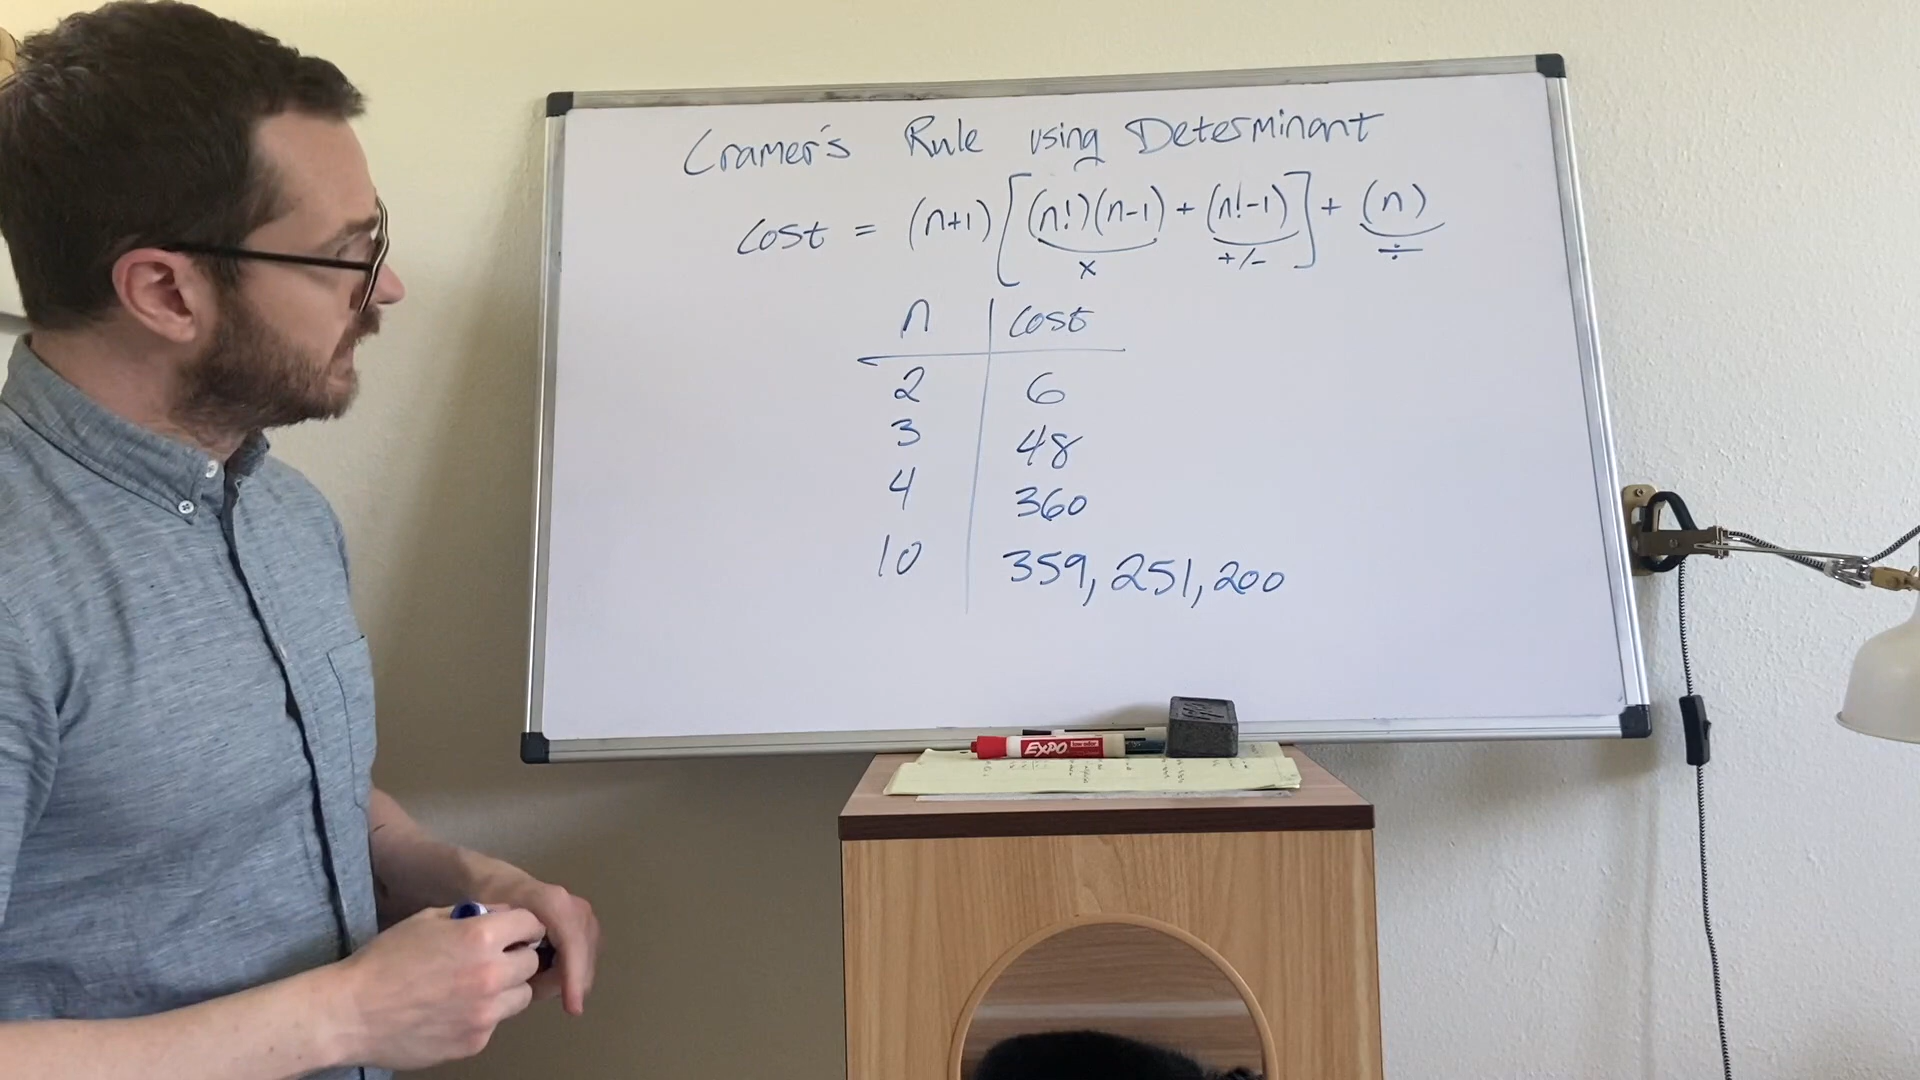 Cramer's Rule using Determinant
Cost = (n+1) [(n!)(n-1) + (n!-1)] + (n)
x +/- ÷
n cost
2 6
3 48
4 360
10 359,251,200
EXPO